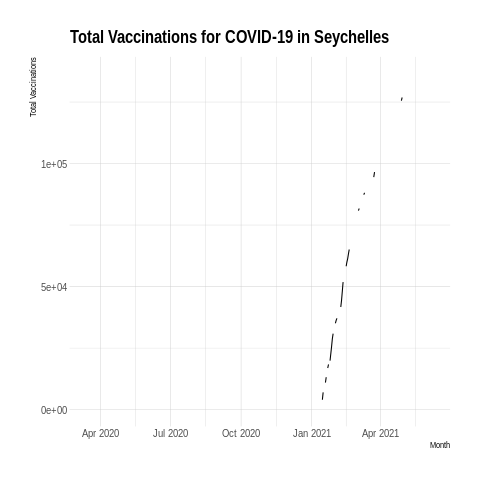 Total Vaccinations for COVID-19 in Seychelles
Total Vaccinations
1e+05
5e+04
0e+00
Apr 2020
Jul 2020
Oct 2020
Jan 2021
Apr 2021
Month